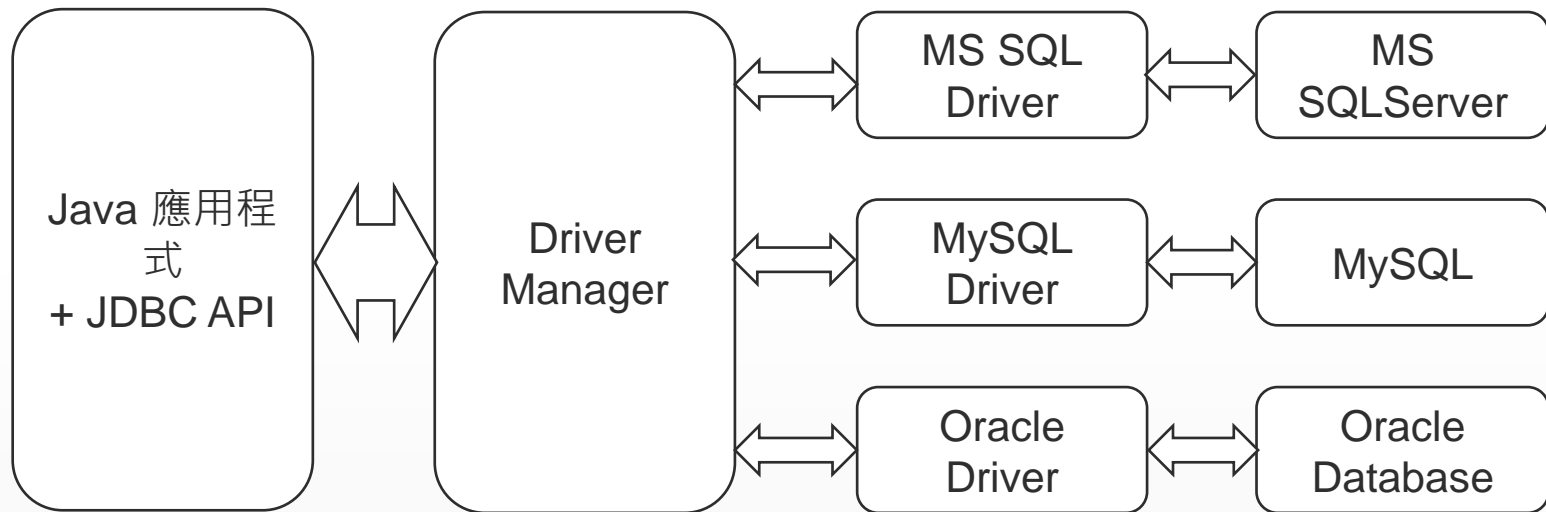 Java 應用程
式
+ JDBC API
Driver
Manager
MS SQL
Driver
MS
SQLServer
MySQL
Driver
MySQL
Oracle
Driver
Oracle
Database